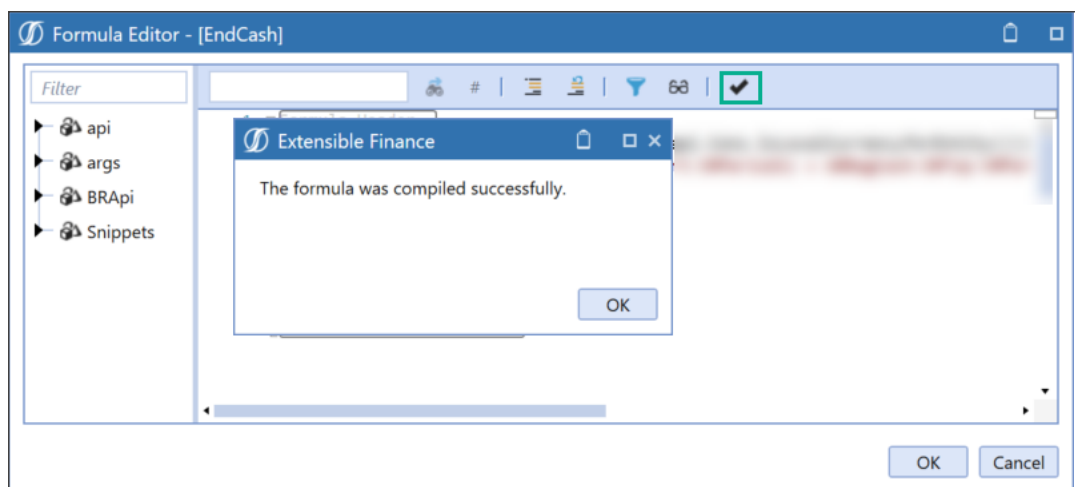 Formula Editor - [EndCash]
Filter
#
api
args
BRApi
Snippets
Extensible Finance
The formula was compiled successfully.
OK
OK
Cancel